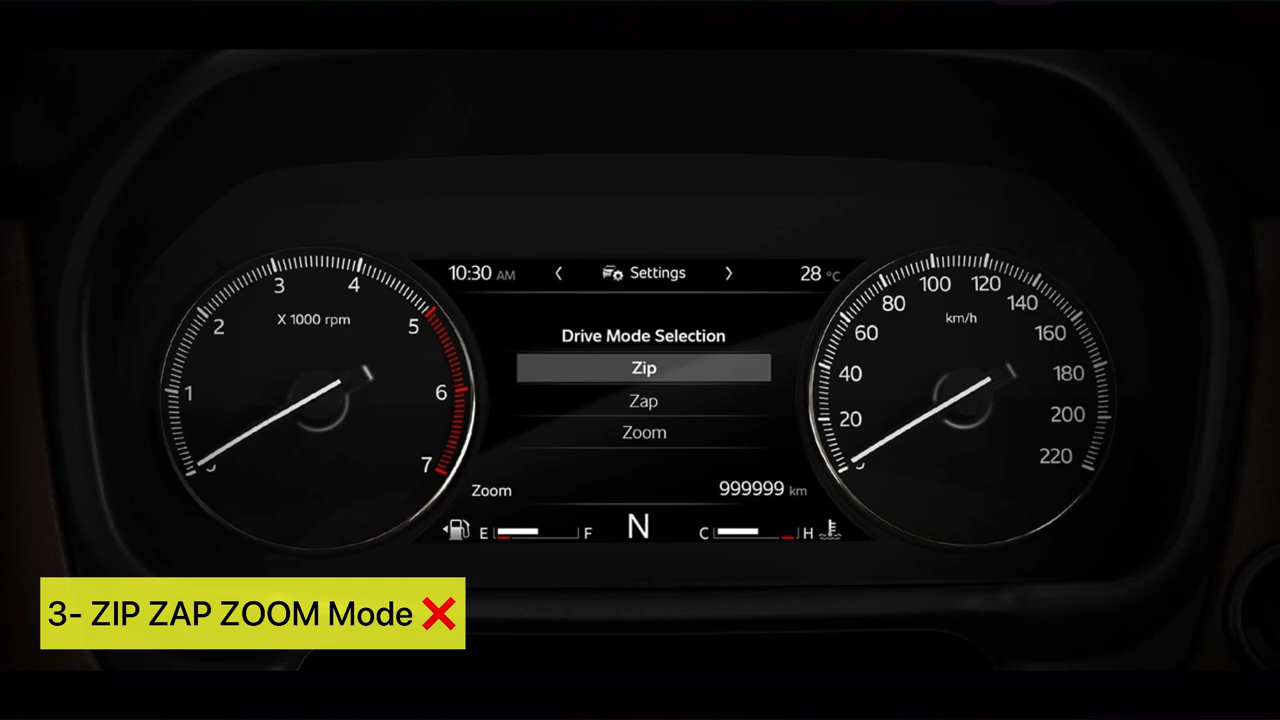 10:30 AM
Settings
28 °C
Drive Mode Selection
Zip
Zap
Zoom
Zoom
999999 km
E F
N
C H
1
2
3
4
5
6
7
X 1000 rpm
20
40
60
80
100
120
140
160
180
200
220
km/h
3- ZIP ZAP ZOOM Mode ❌